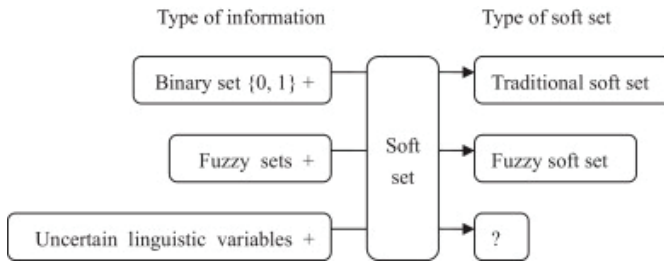 Type of information Type of soft set
Binary set {0, 1} + Traditional soft set
Fuzzy sets + Soft set Fuzzy soft set
Uncertain linguistic variables + ?